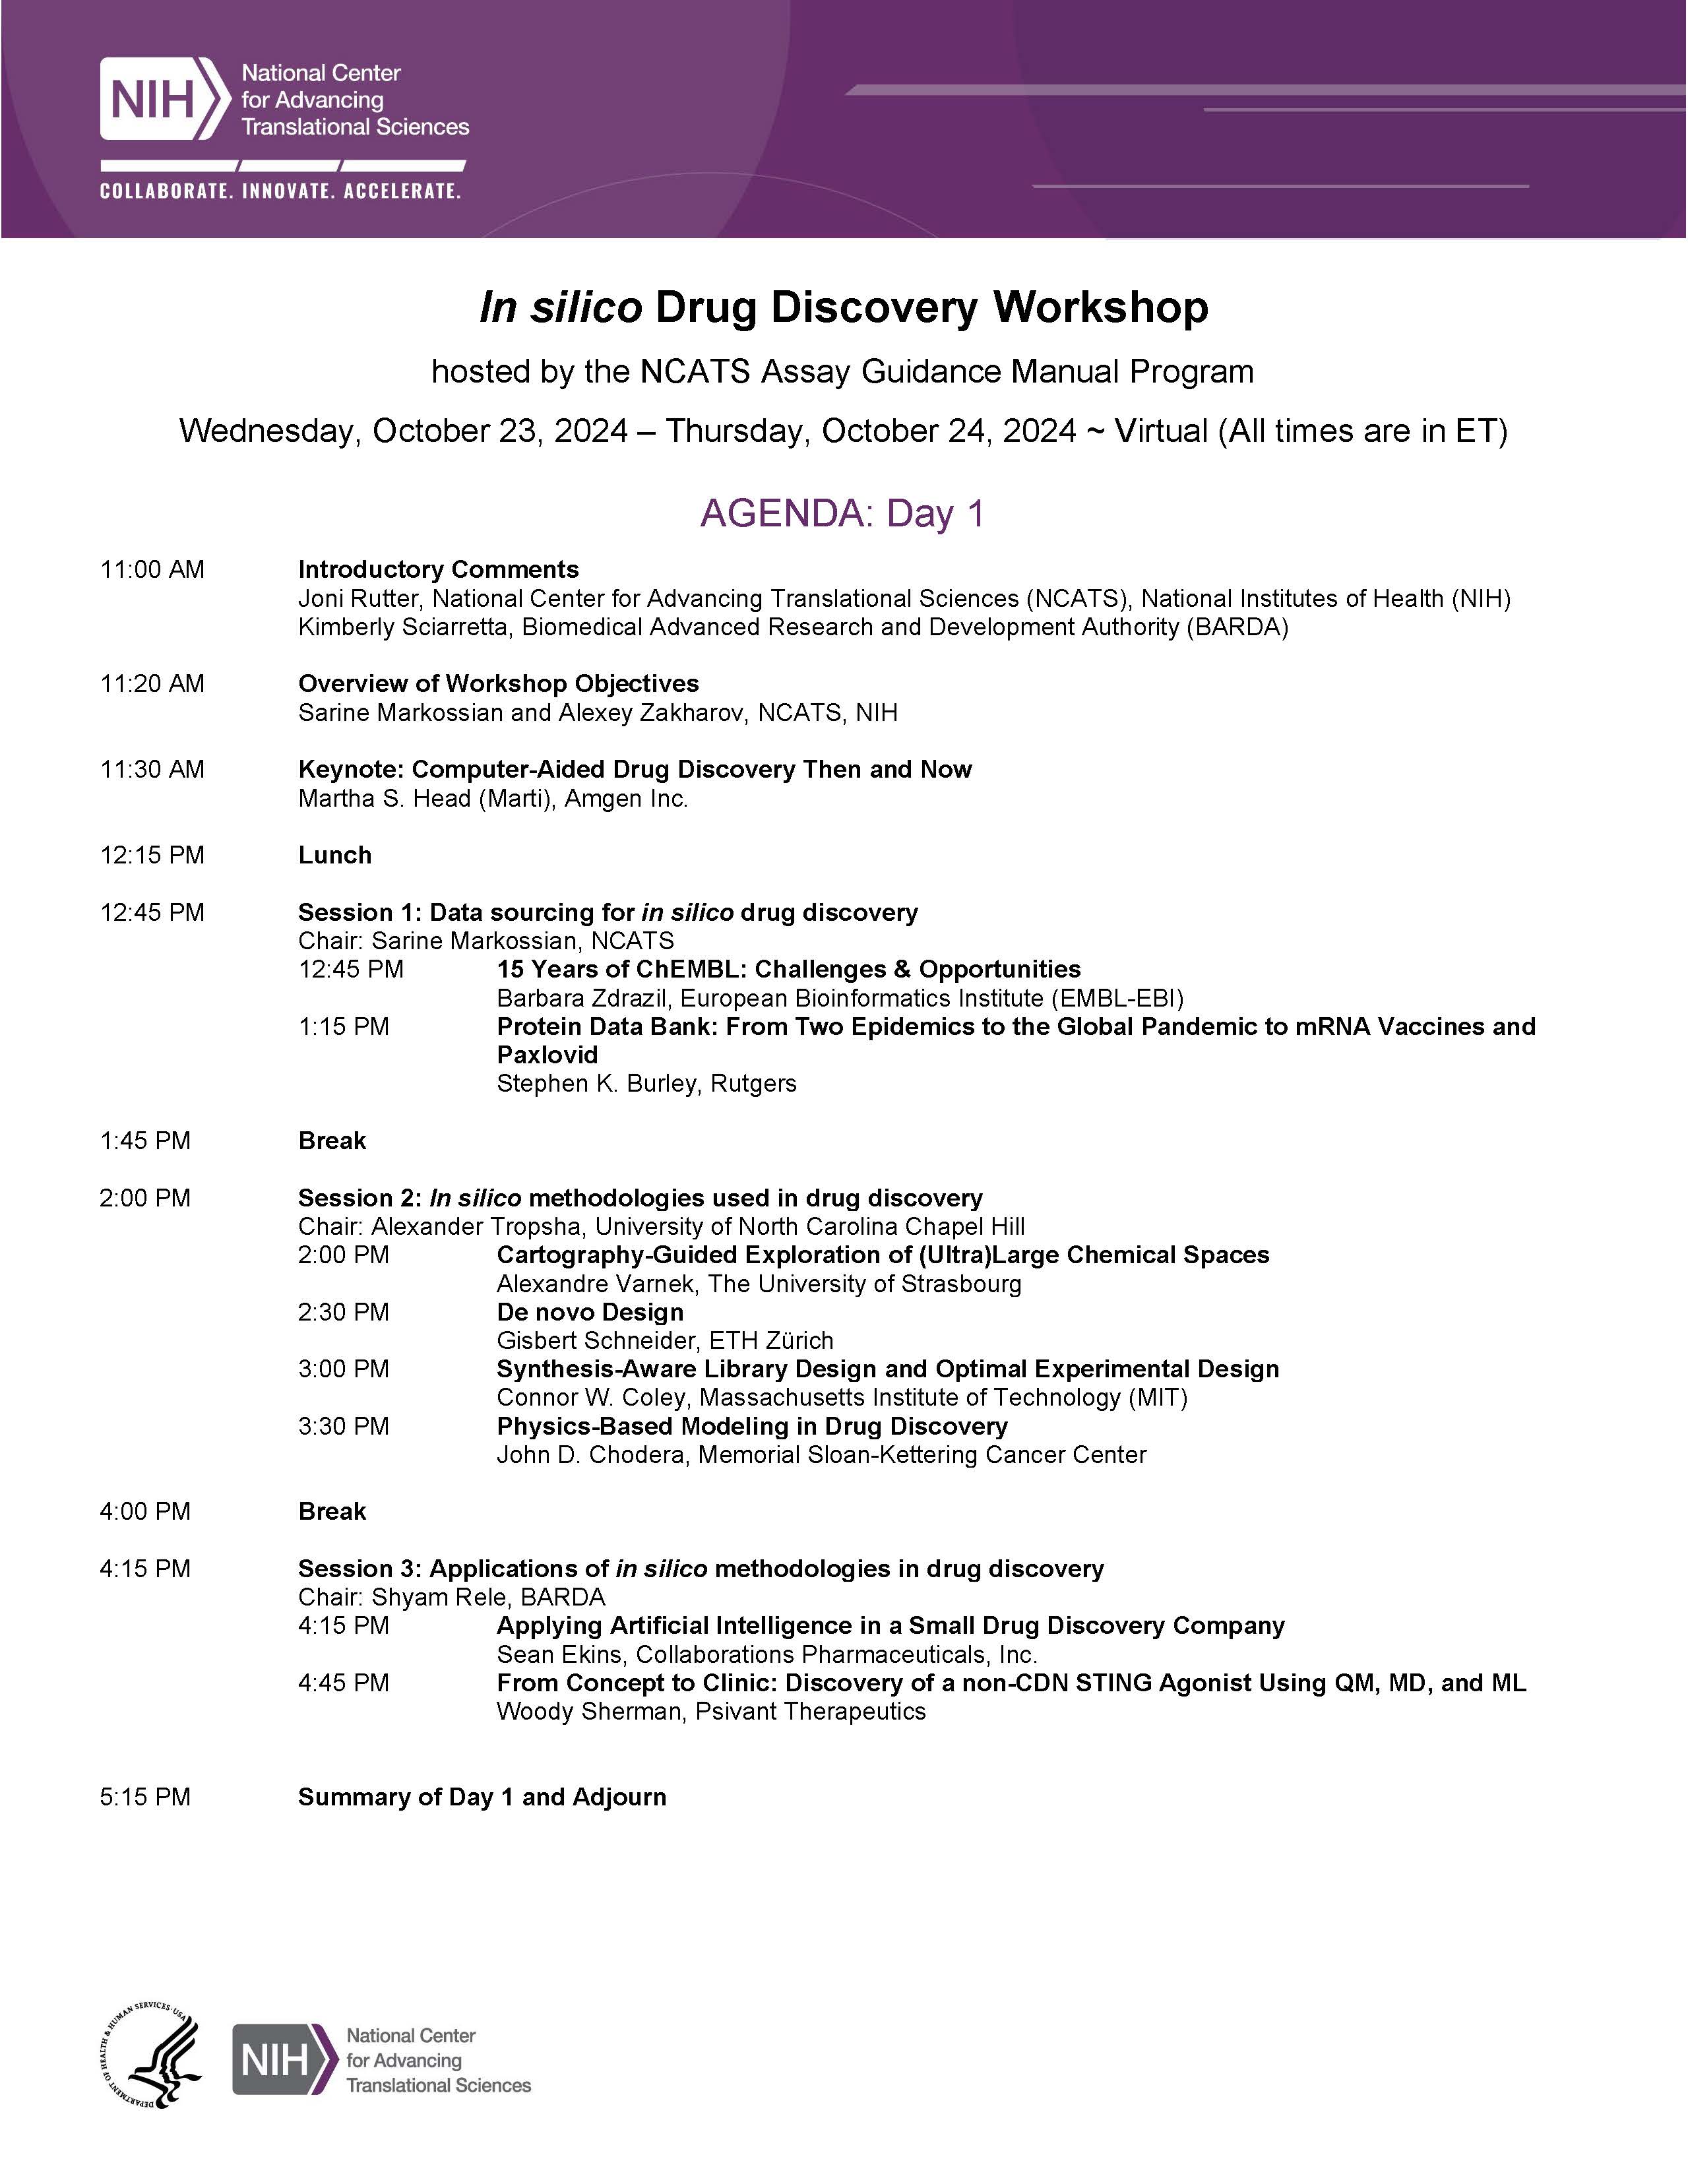 NIH
National Center
for Advancing
Translational Sciences
COLLABORATE. INNOVATE. ACCELERATE.
In silico Drug Discovery Workshop
hosted by the NCATS Assay Guidance Manual Program
Wednesday, October 23, 2024 – Thursday, October 24, 2024 ~ Virtual (All times are in ET)
AGENDA: Day 1
11:00 AM Introductory Comments
Joni Rutter, National Center for Advancing Translational Sciences (NCATS), National Institutes of Health (NIH)
Kimberly Sciarretta, Biomedical Advanced Research and Development Authority (BARDA)
11:20 AM Overview of Workshop Objectives
Sarine Markossian and Alexey Zakharov, NCATS, NIH
11:30 AM Keynote: Computer-Aided Drug Discovery Then and Now
Martha S. Head (Marti), Amgen Inc.
12:15 PM Lunch
12:45 PM Session 1: Data sourcing for in silico drug discovery
Chair: Sarine Markossian, NCATS
12:45 PM 15 Years of ChEMBL: Challenges & Opportunities
Barbara Zdrazil, European Bioinformatics Institute (EMBL-EBI)
1:15 PM Protein Data Bank: From Two Epidemics to the Global Pandemic to mRNA Vaccines and
Paxlovid
Stephen K. Burley, Rutgers
1:45 PM Break
2:00 PM Session 2: In silico methodologies used in drug discovery
Chair: Alexander Tropsha, University of North Carolina Chapel Hill
2:00 PM Cartography-Guided Exploration of (Ultra)Large Chemical Spaces
Alexandre Varnek, The University of Strasbourg
2:30 PM De novo Design
Gisbert Schneider, ETH Zürich
3:00 PM Synthesis-Aware Library Design and Optimal Experimental Design
Connor W. Coley, Massachusetts Institute of Technology (MIT)
3:30 PM Physics-Based Modeling in Drug Discovery
John D. Chodera, Memorial Sloan-Kettering Cancer Center
4:00 PM Break
4:15 PM Session 3: Applications of in silico methodologies in drug discovery
Chair: Shyam Rele, BARDA
4:15 PM Applying Artificial Intelligence in a Small Drug Discovery Company
Sean Ekins, Collaborations Pharmaceuticals, Inc.
4:45 PM From Concept to Clinic: Discovery of a non-CDN STING Agonist Using QM, MD, and ML
Woody Sherman, Psivant Therapeutics
5:15 PM Summary of Day 1 and Adjourn
DEPARTMENT OF HEALTH & HUMAN SERVICES·USA
NIH
National Center
for Advancing
Translational Sciences